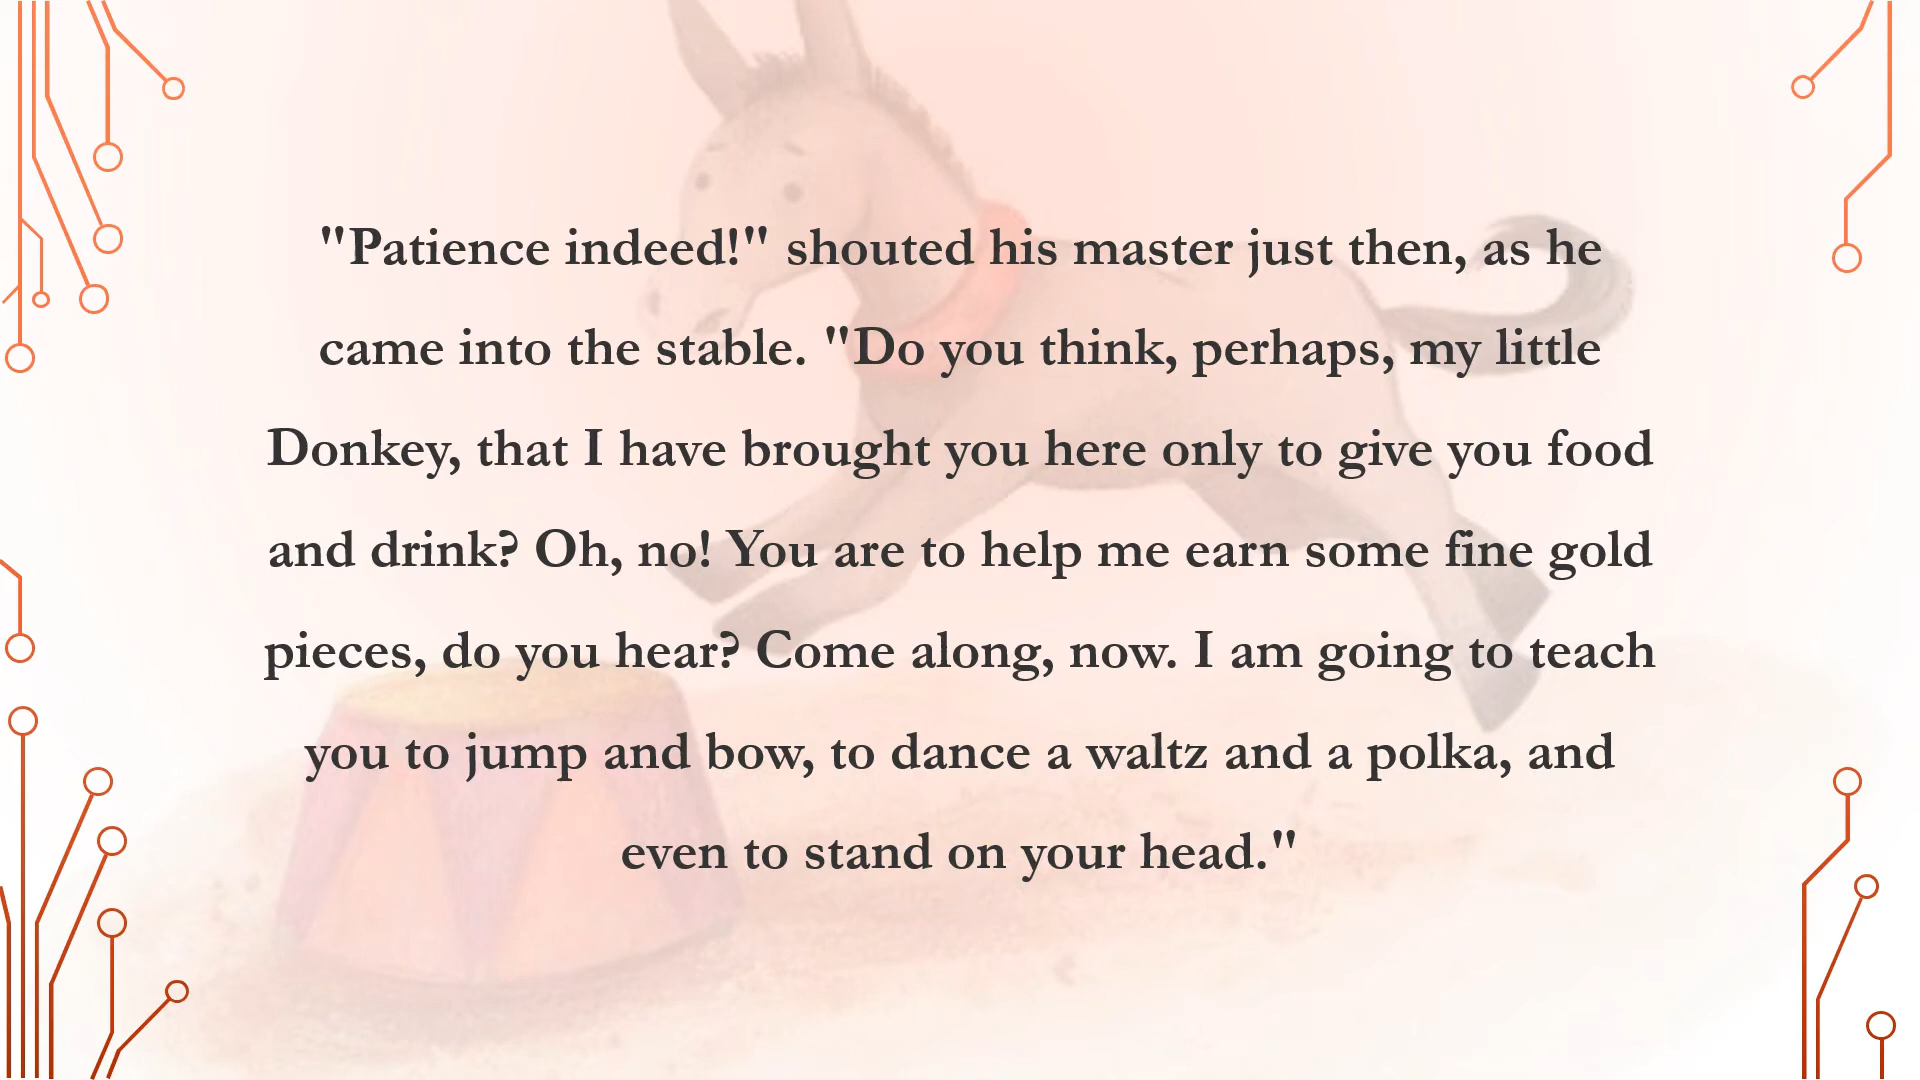 "Patience indeed!" shouted his master just then, as he
came into the stable. "Do you think, perhaps, my little
Donkey, that I have brought you here only to give you food
and drink? Oh, no! You are to help me earn some fine gold
pieces, do you hear? Come along, now. I am going to teach
you to jump and bow, to dance a waltz and a polka, and
even to stand on your head."